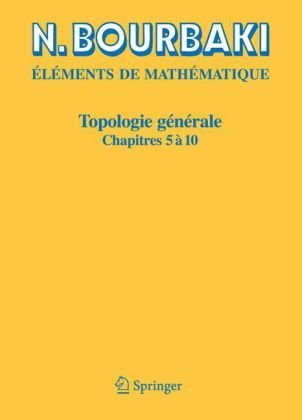 N. BOURBAKI
ÉLÉMENTS DE MATHÉMATIQUE
Topologie générale
Chapitres 5 à 10
Springer